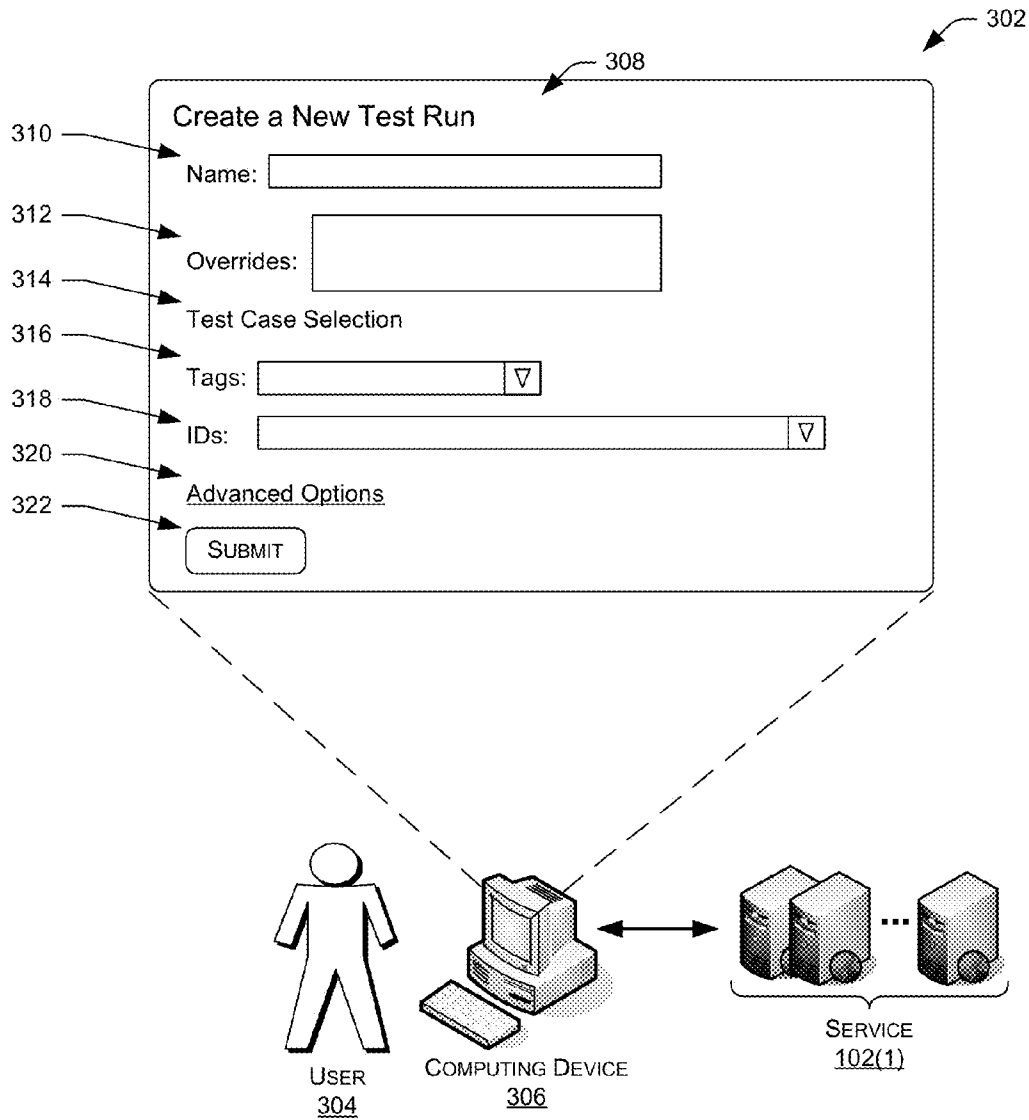 302
308
Create a New Test Run
310
Name:
312
Overrides:
314
Test Case Selection
316
Tags:
318
IDs:
320
Advanced Options
322
SUBMIT
...
USER
304
COMPUTING DEVICE
306
SERVICE
102(1)